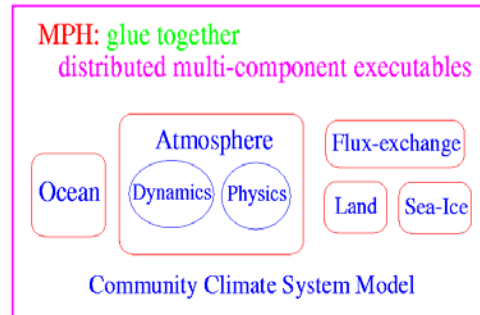 MPH: glue together
distributed multi-component executables
Atmosphere
Flux-exchange
Ocean
Dynamics
Physics
Land
Sea-Ice
Community Climate System Model